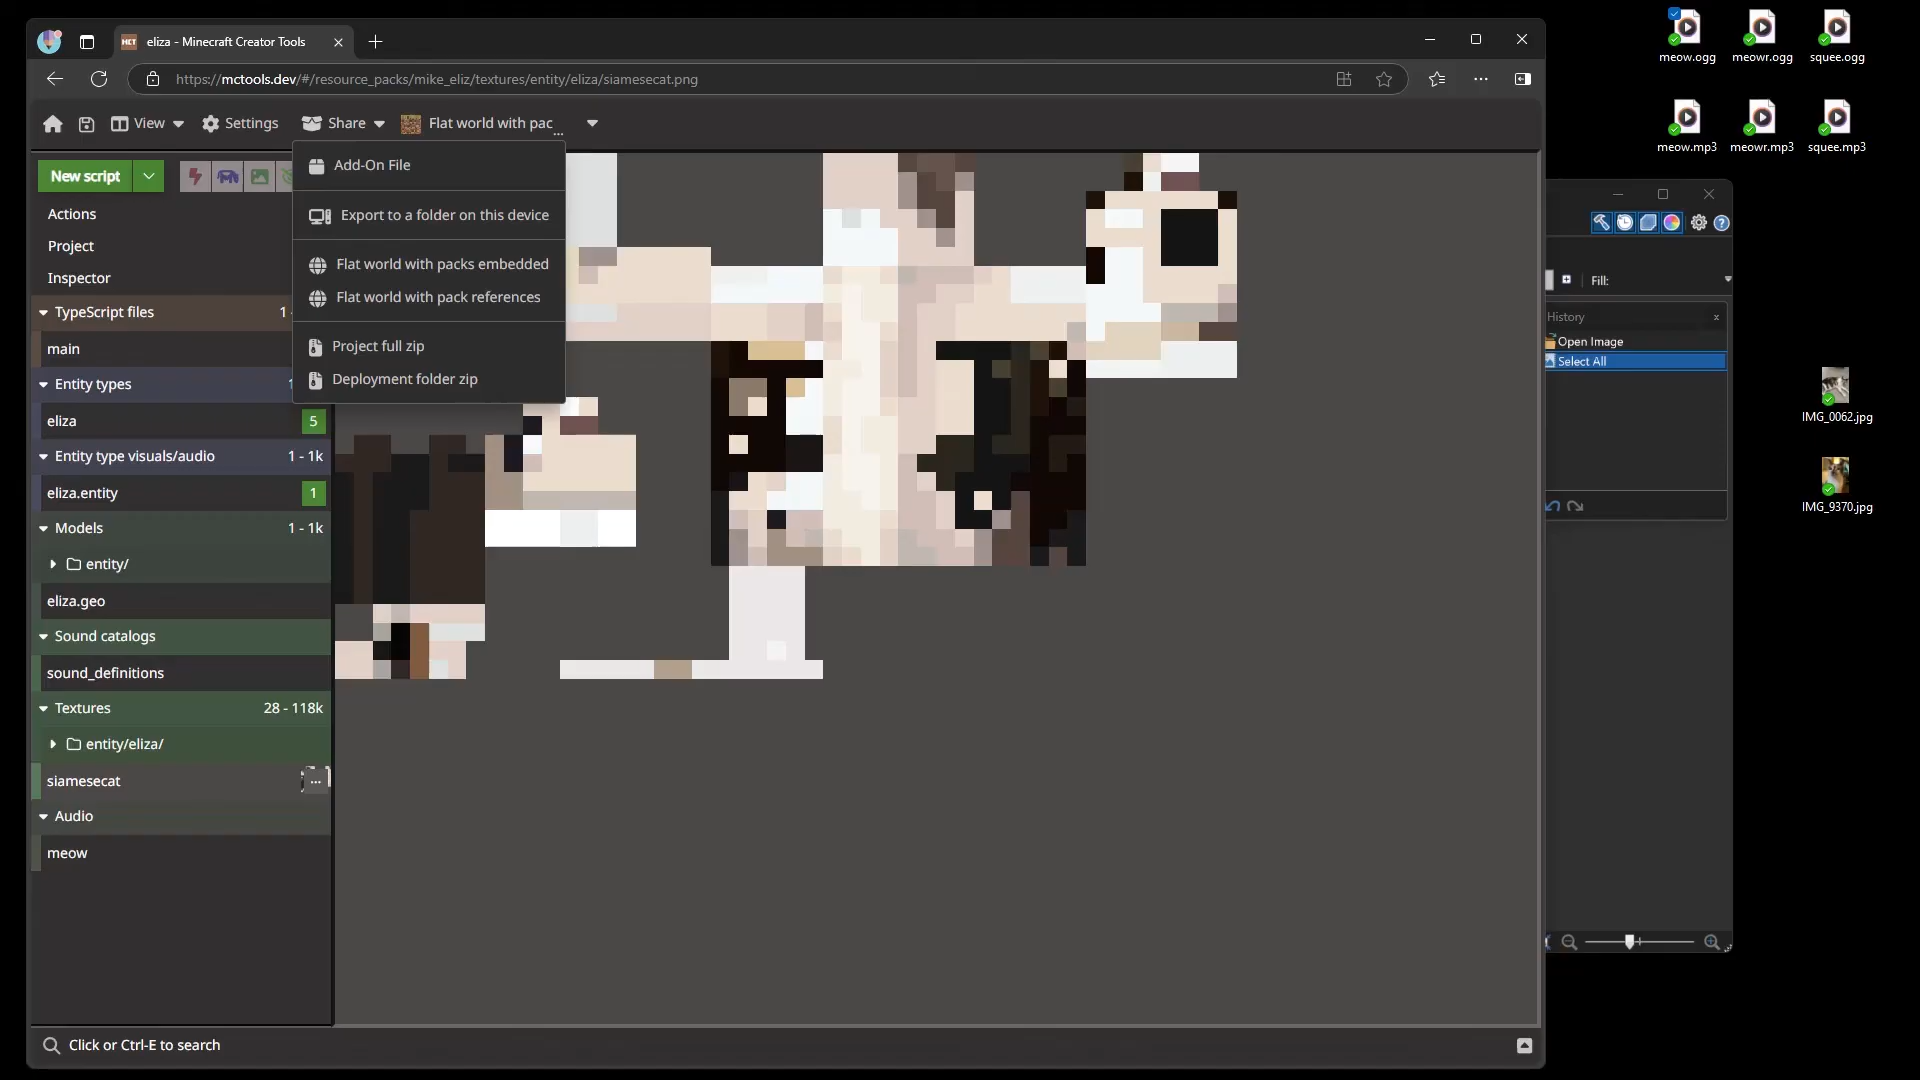 MCT eliza - Minecraft Creator Tools
https://mctools.dev/#/resource_packs/mike_eliz/textures/entity/eliza/siamesecat.png
View Settings Share Flat world with pac...
New script
Actions
Project
Inspector
TypeScript files 1 -
main
Entity types 1
eliza 5
Entity type visuals/audio 1 - 1k
eliza.entity 1
Models 1 - 1k
entity/
eliza.geo
Sound catalogs
sound_definitions
Textures 28 - 118k
entity/eliza/
siamesecat ...
Audio
meow
Add-On File
Export to a folder on this device
Flat world with packs embedded
Flat world with pack references
Project full zip
Deployment folder zip
Click or Ctrl-E to search
Fill:
History
Open Image
Select All
meow.ogg meowr.ogg squee.ogg
meow.mp3 meowr.mp3 squee.mp3
IMG_0062.jpg
IMG_9370.jpg